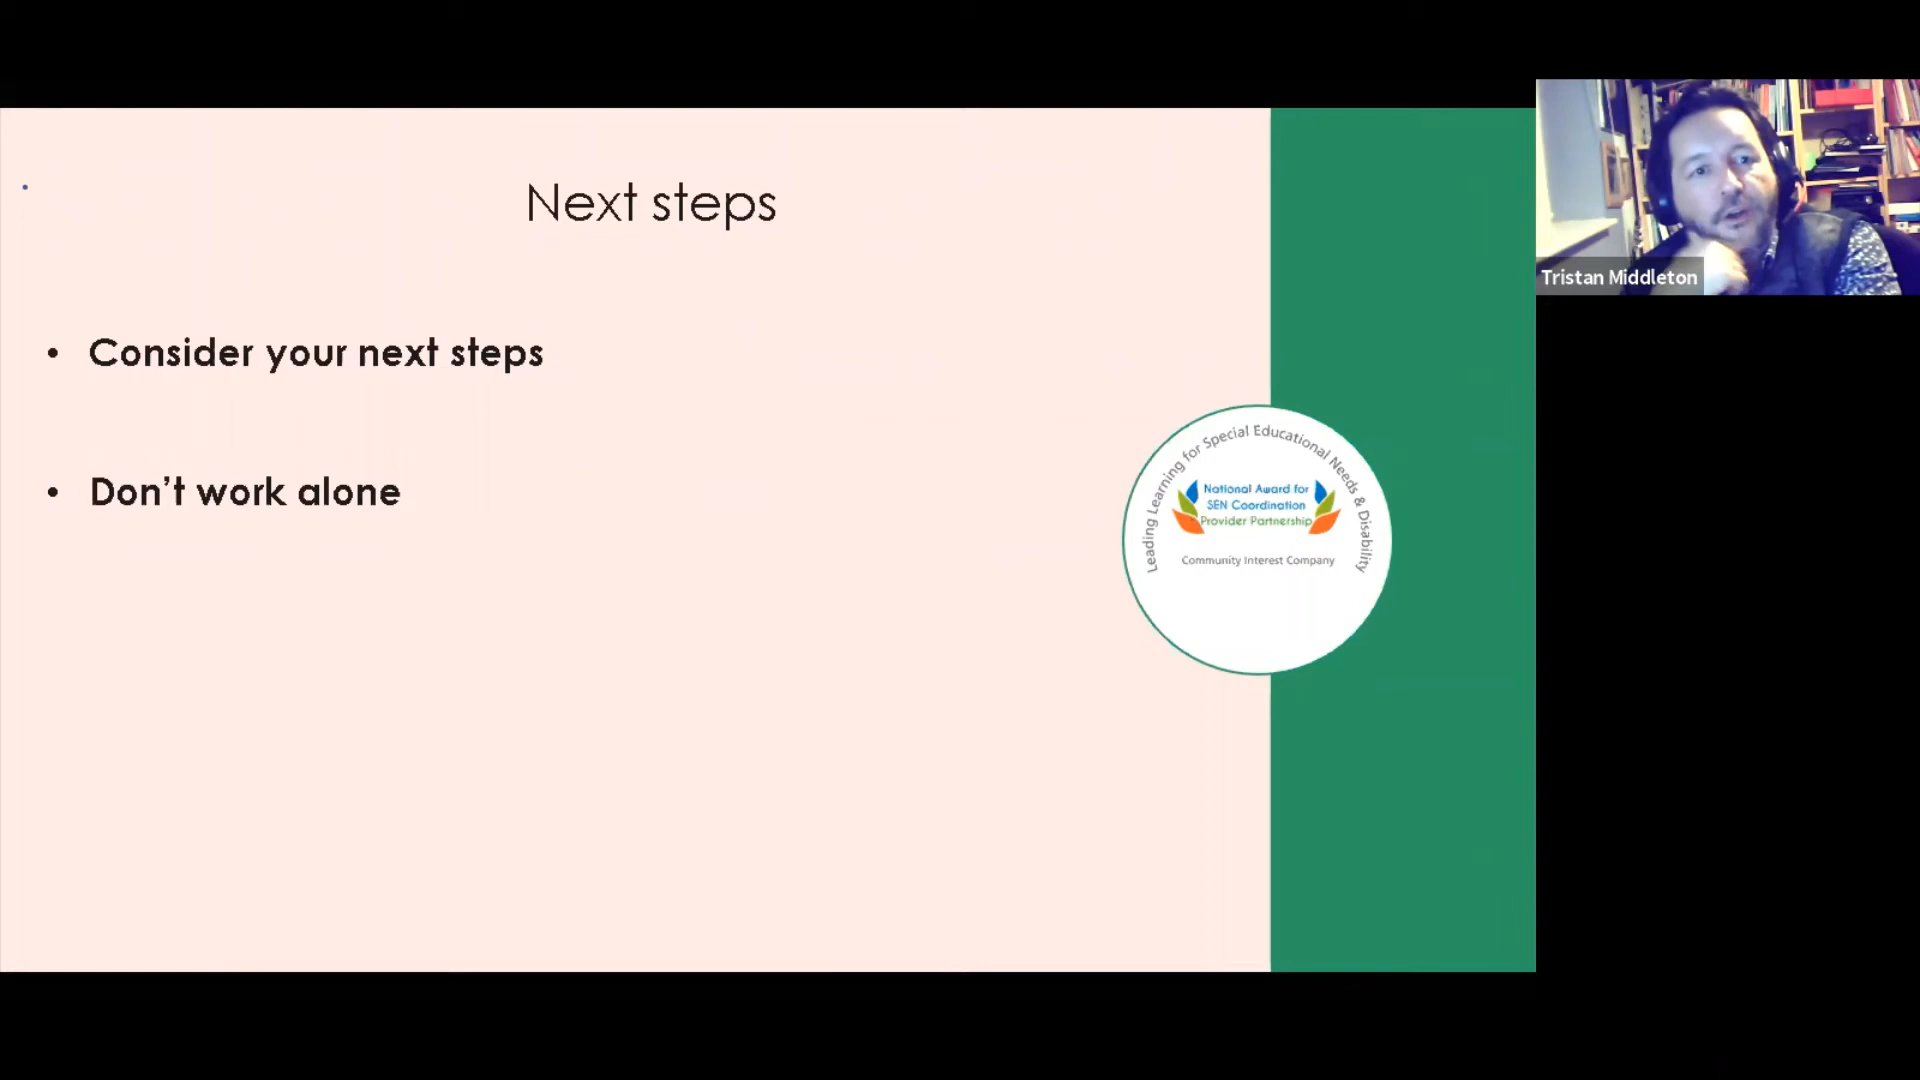 Next steps
• Consider your next steps
• Don't work alone
Leading Learning for Special Educational Needs & Disability
National Award for
SEN Coordination
Provider Partnership
Community Interest Company
Tristan Middleton